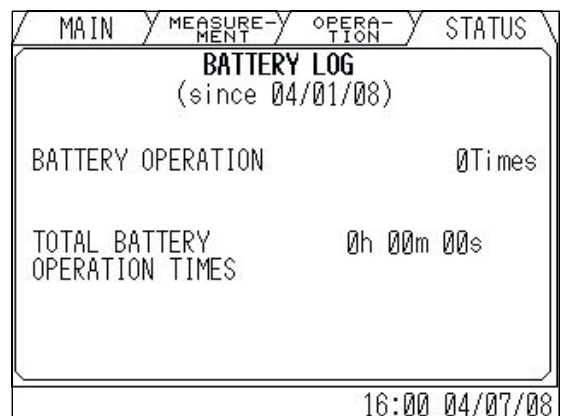 MAIN MEASURE-MENT OPERA-TION STATUS
BATTERY LOG
(since 04/01/08)
BATTERY OPERATION 0Times
TOTAL BATTERY 0h 00m 00s
OPERATION TIMES
16:00 04/07/08